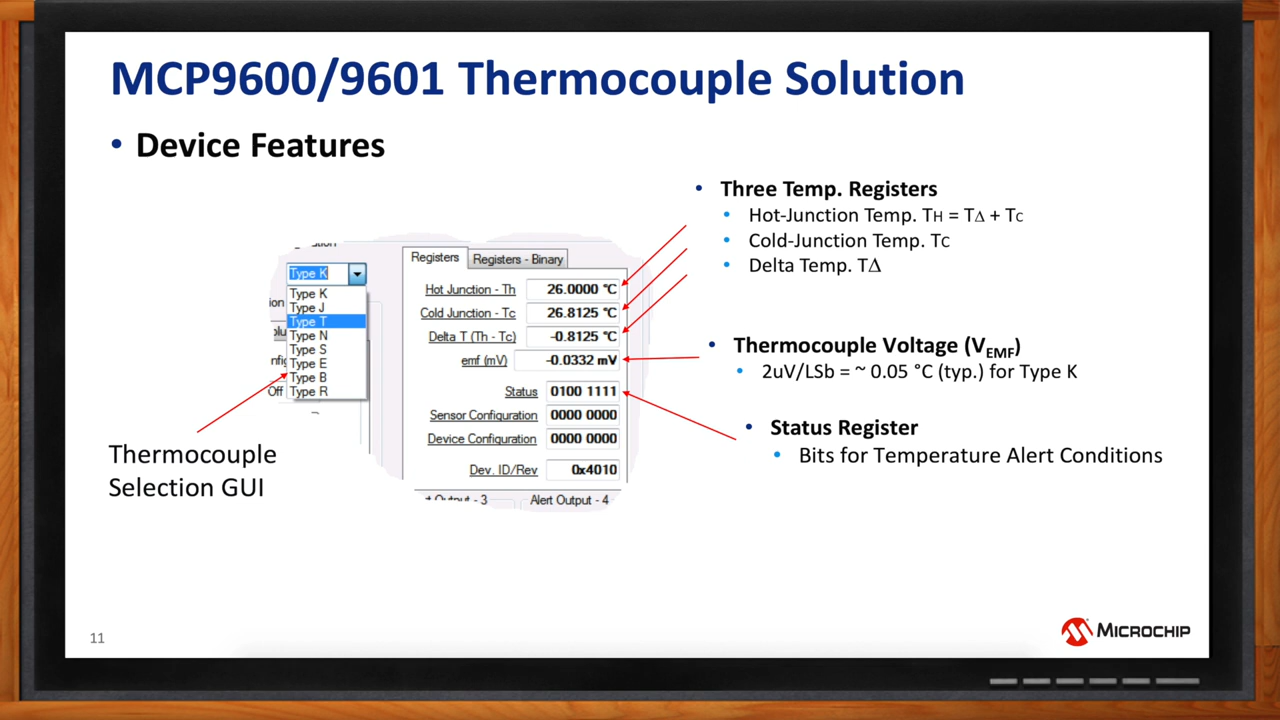 MCP9600/9601 Thermocouple Solution
• Device Features
• Three Temp. Registers
• Hot-Junction Temp. TH = T∆ + TC
• Cold-Junction Temp. TC
• Delta Temp. T∆
Type K
Type K
Type J
Type T
Type N
Type S
Type E
Type B
Type R
Off
Registers
Registers - Binary
Hot Junction - Th 26.0000 °C
Cold Junction - Tc 26.8125 °C
Delta T (Th - Tc) -0.8125 °C
emf (mV) -0.0332 mV
Status 0100 1111
Sensor Configuration 0000 0000
Device Configuration 0000 0000
Dev. ID/Rev 0x4010
Output - 3
Alert Output - 4
• Thermocouple Voltage (VEMF)
• 2uV/LSb = ~ 0.05 °C (typ.) for Type K
• Status Register
• Bits for Temperature Alert Conditions
Thermocouple
Selection GUI
11
MICROCHIP